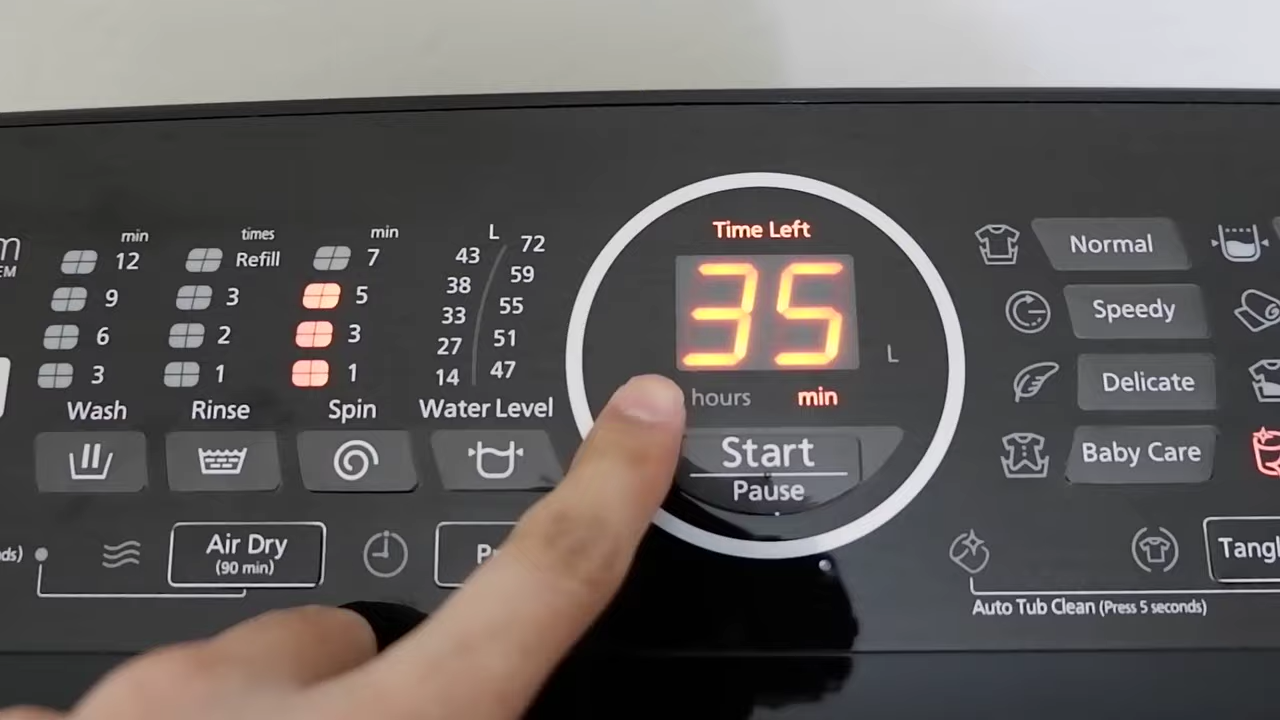 min
12
9
6
3
Wash
times
Refill
3
2
1
Rinse
min
7
5
3
1
Spin
L
43 72
38 59
33 55
27 51
14 47
Water Level
Time Left
35
L
hours min
Start
Pause
Normal
Speedy
Delicate
Baby Care
Air Dry
(90 min)
Auto Tub Clean (Press 5 seconds)